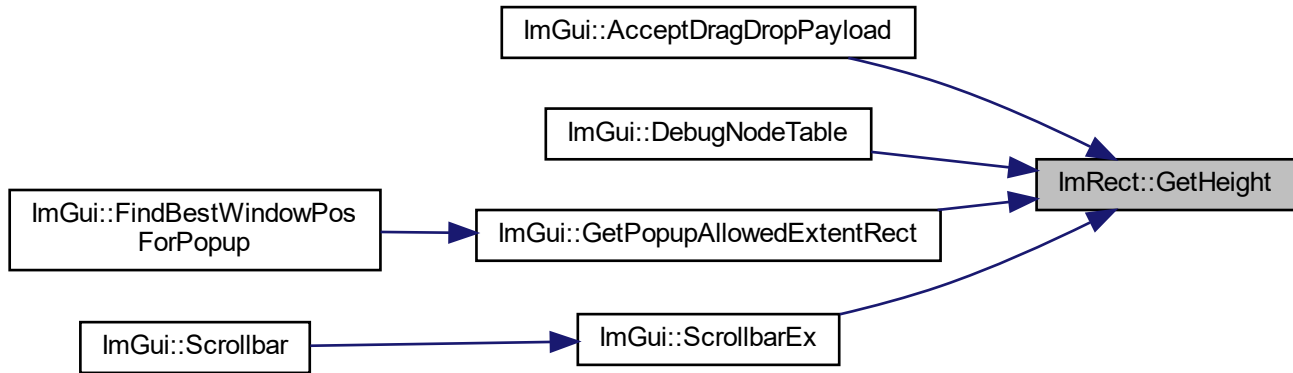 ImGui::AcceptDragDropPayload
ImGui::DebugNodeTable
ImRect::GetHeight
ImGui::FindBestWindowPos
ForPopup
ImGui::GetPopupAllowedExtentRect
ImGui::Scrollbar
ImGui::ScrollbarEx